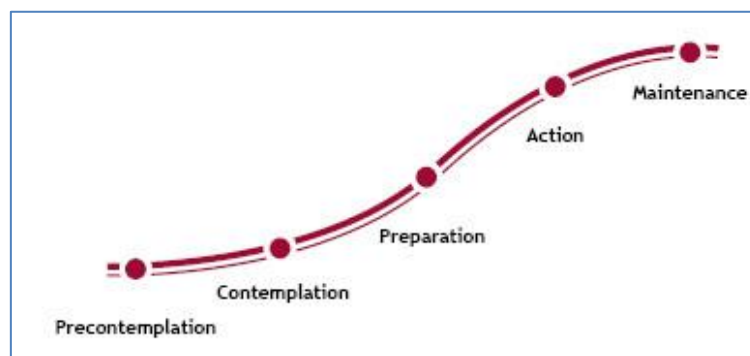 Maintenance
Action
Preparation
Contemplation
Precontemplation